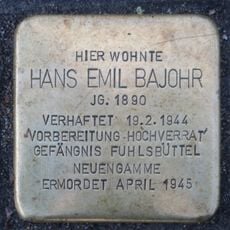 HIER WOHNTE
HANS EMIL BAJOHR
JG. 1890
VERHAFTET 19.2.1944
VORBEREITUNG HOCHVERRAT
GEFÄNGNIS FUHLSBÜTTEL
NEUENGAMME
ERMORDET APRIL 1945